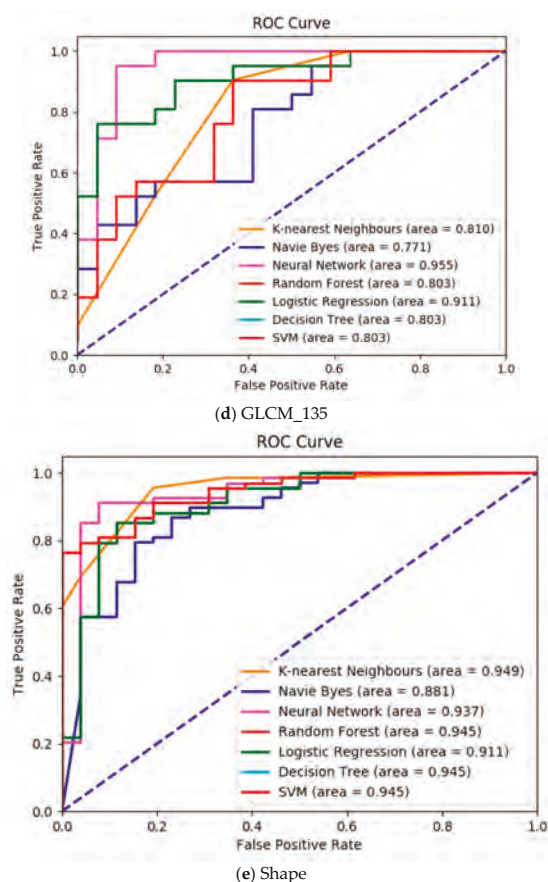 ROC Curve
1.0
0.8
0.6
0.4
0.2
0.0
True Positive Rate
K-nearest Neighbours (area = 0.810)
Navie Byes (area = 0.771)
Neural Network (area = 0.955)
Random Forest (area = 0.803)
Logistic Regression (area = 0.911)
Decision Tree (area = 0.803)
SVM (area = 0.803)
0.0 0.2 0.4 0.6 0.8 1.0
False Positive Rate
(d) GLCM_135
ROC Curve
1.0
0.8
0.6
0.4
0.2
0.0
True Positive Rate
K-nearest Neighbours (area = 0.949)
Navie Byes (area = 0.881)
Neural Network (area = 0.937)
Random Forest (area = 0.945)
Logistic Regression (area = 0.911)
Decision Tree (area = 0.945)
SVM (area = 0.945)
0.0 0.2 0.4 0.6 0.8 1.0
False Positive Rate
(e) Shape